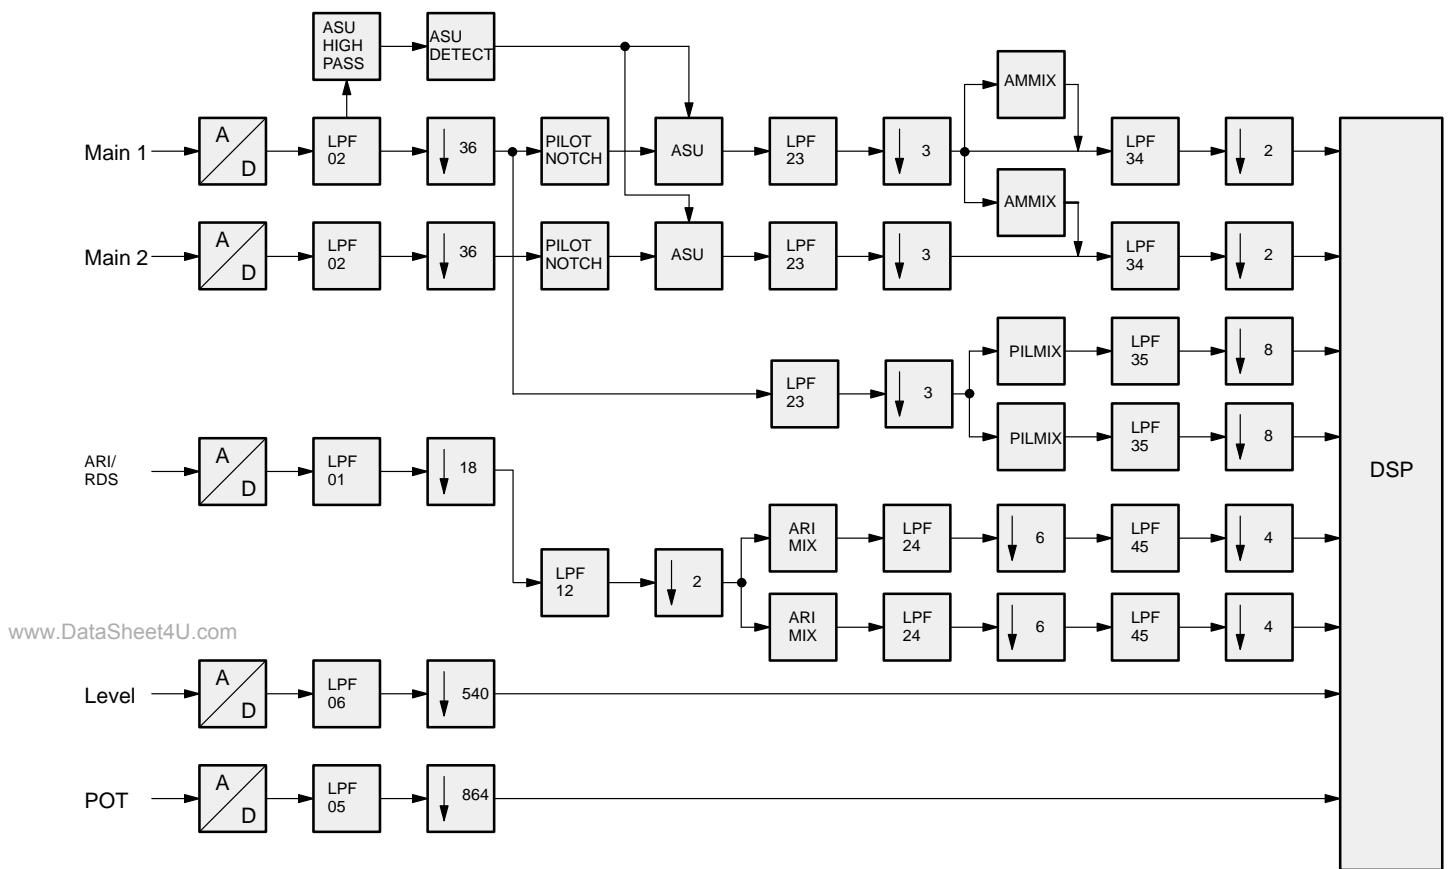 ASU
HIGH
PASS
ASU
DETECT
AMMIX
Main 1
A
D
LPF
02
36
PILOT
NOTCH
ASU
LPF
23
3
LPF
34
2
AMMIX
Main 2
A
D
LPF
02
36
PILOT
NOTCH
ASU
LPF
23
3
LPF
34
2
PILMIX
LPF
35
8
LPF
23
3
PILMIX
LPF
35
8
ARI/
RDS
A
D
LPF
01
18
DSP
ARI
MIX
LPF
24
6
LPF
45
4
LPF
12
2
ARI
MIX
LPF
24
6
LPF
45
4
www.DataSheet4U.com
Level
A
D
LPF
06
540
POT
A
D
LPF
05
864